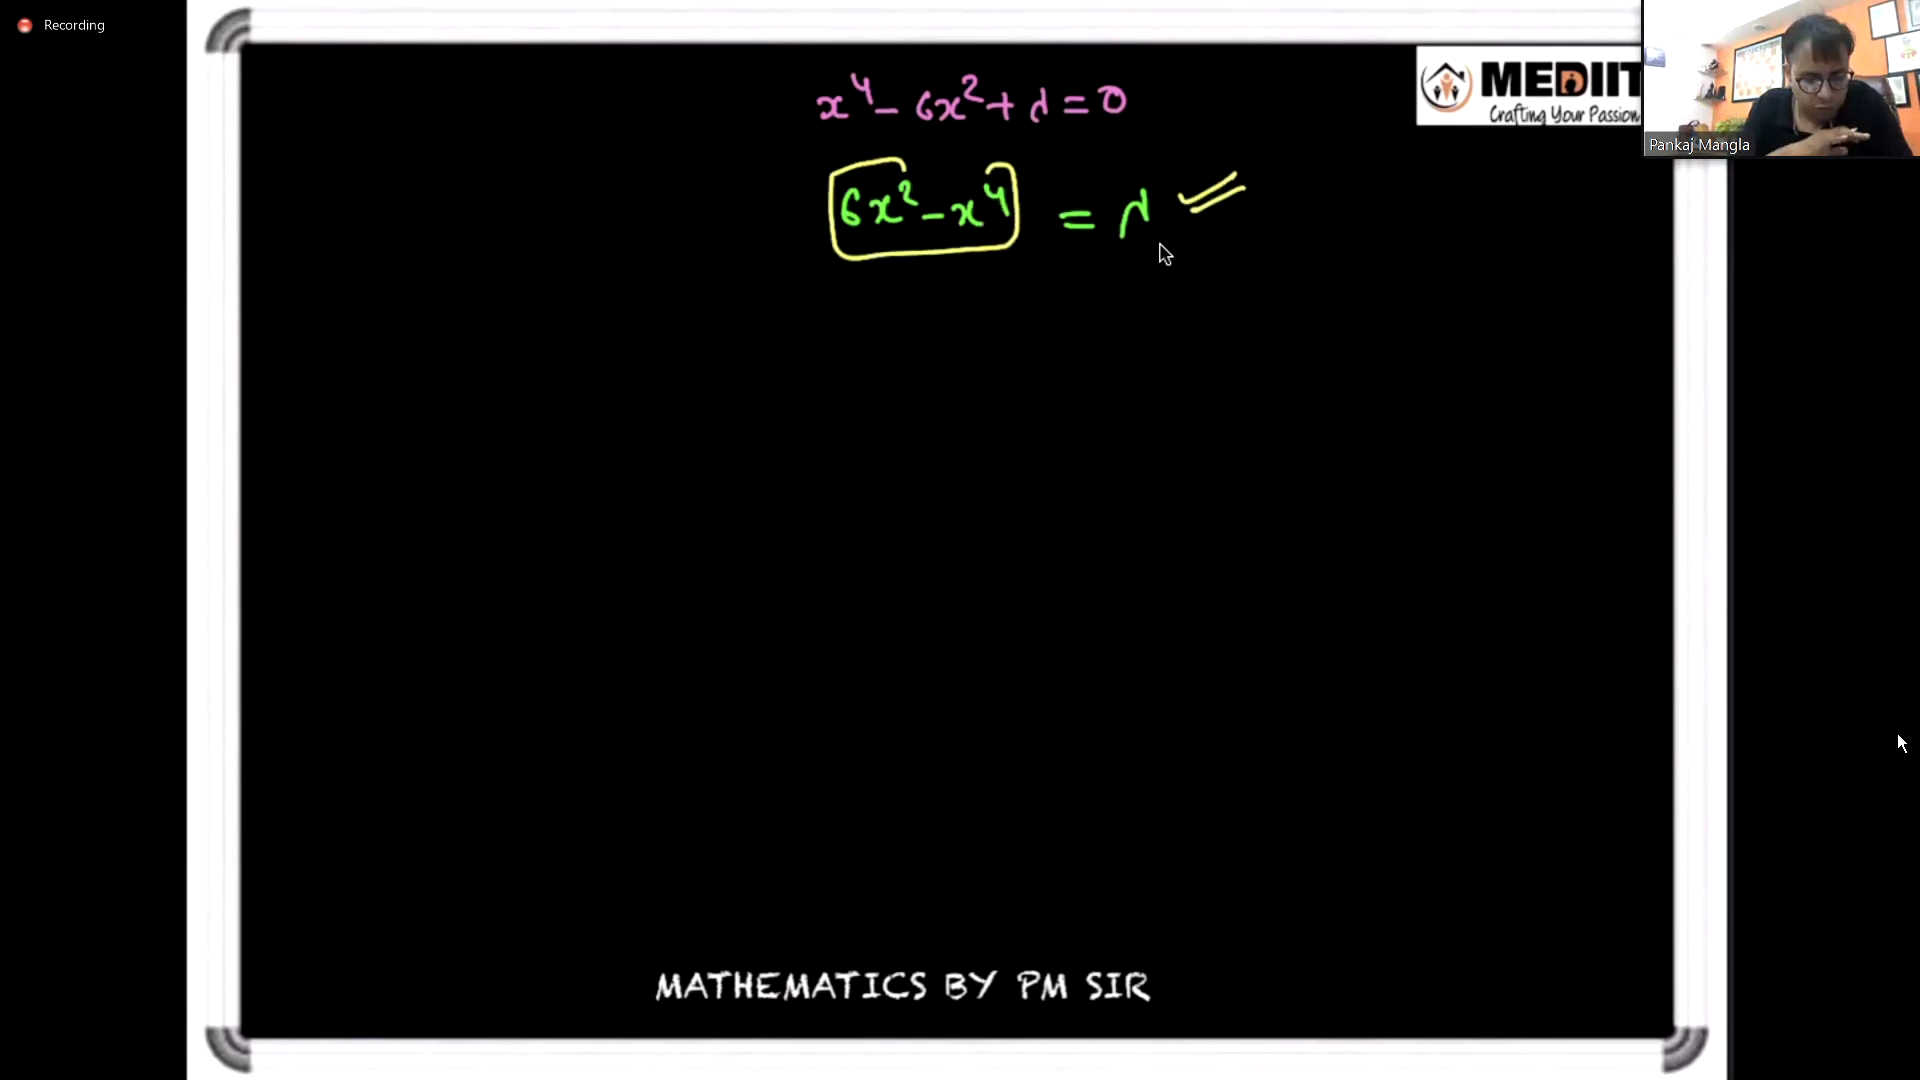 Recording
x⁴ - 6x² + λ = 0
MEDIIT
Crafting Your Passion
Pankaj Mangla
6x² - x⁴ = λ
MATHEMATICS BY PM SIR